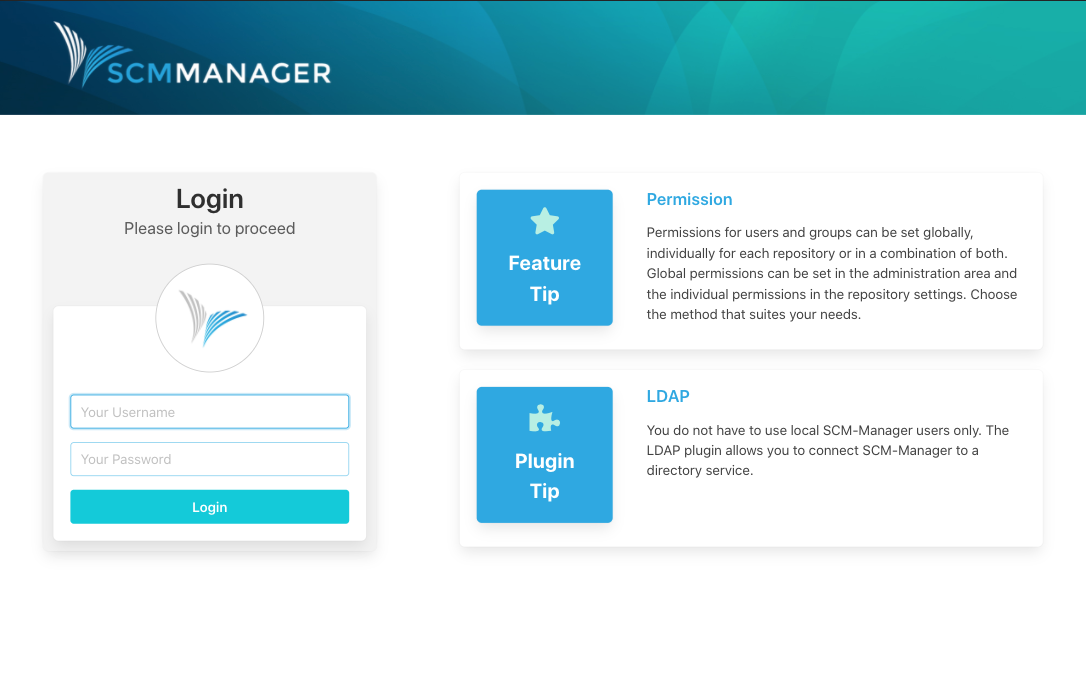 SCMMANAGER
Login
Please login to proceed
Your Username
Your Password
Login
Feature
Tip
Permission
Permissions for users and groups can be set globally,
individually for each repository or in a combination of both.
Global permissions can be set in the administration area and
the individual permissions in the repository settings. Choose
the method that suites your needs.
Plugin
Tip
LDAP
You do not have to use local SCM-Manager users only. The
LDAP plugin allows you to connect SCM-Manager to a
directory service.